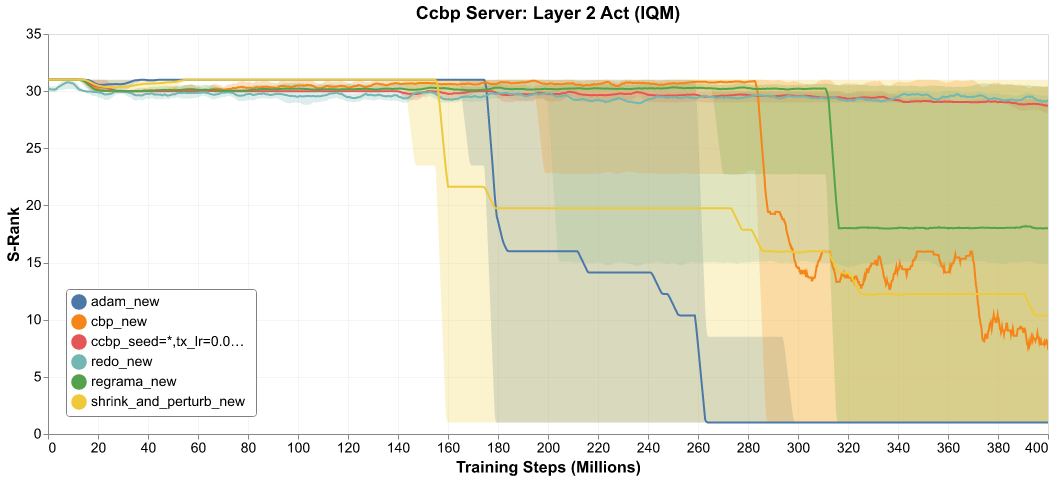 Ccbp Server: Layer 2 Act (IQM)
35
30
25
20
15
10
5
0
S-Rank
adam_new
cbp_new
ccbp_seed=*,tx_lr=0.0…
redo_new
regrama_new
shrink_and_perturb_new
0 20 40 60 80 100 120 140 160 180 200 220 240 260 280 300 320 340 360 380 400
Training Steps (Millions)